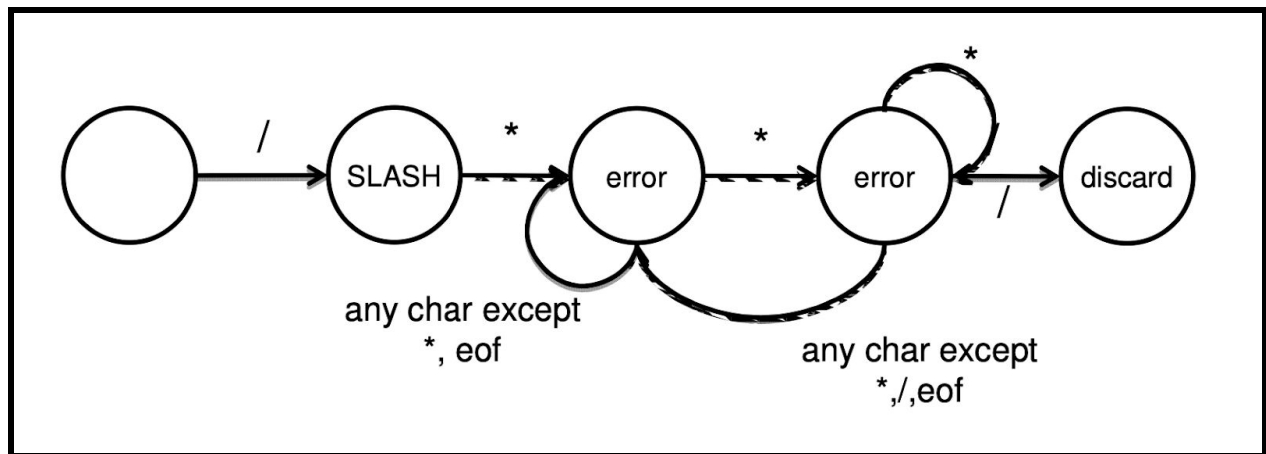 *
/
*
*
SLASH
error
error
discard
/
any char except
*, eof
any char except
*,/,eof